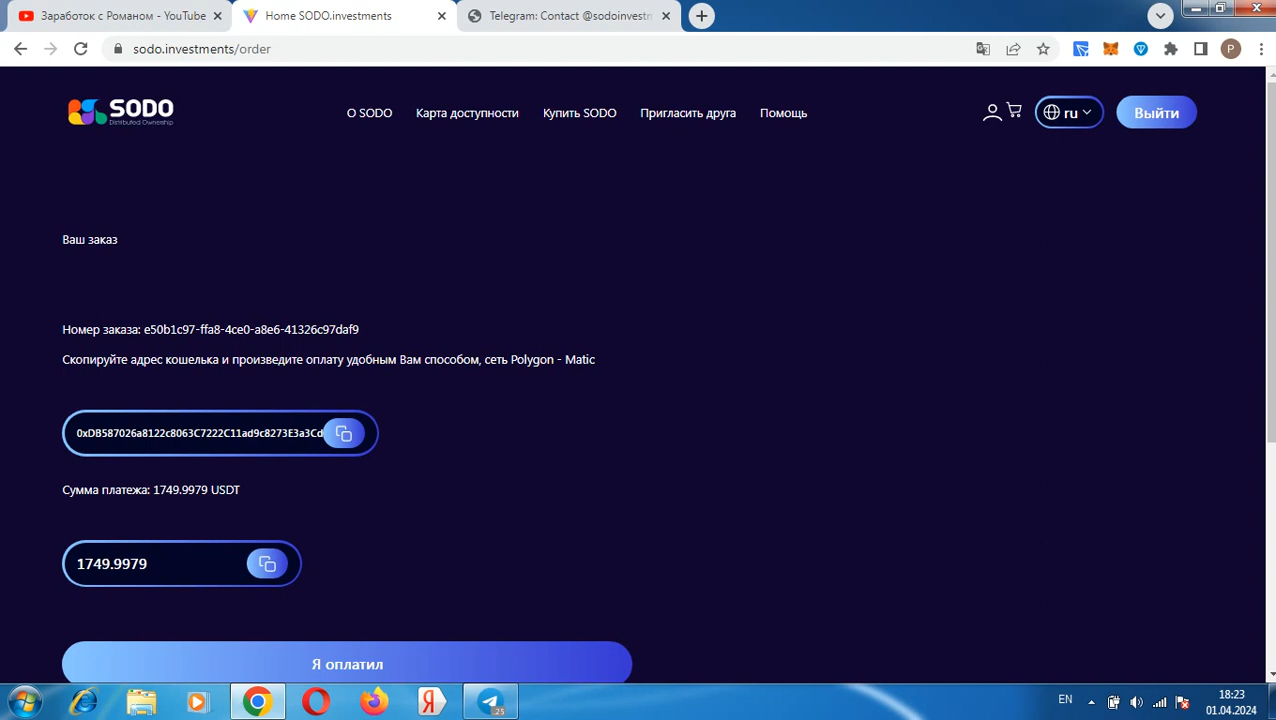 Заработок с Романом - YouTube
Home SODO.investments
Telegram: Contact @sodoinvestm
sodo.investments/order
P
SODO
Distributed Ownership
О SODO
Карта доступности
Купить SODO
Пригласить друга
Помощь
ru
Выйти
Ваш заказ
Номер заказа: e50b1c97-ffa8-4ce0-a8e6-41326c97daf9
Скопируйте адрес кошелька и произведите оплату удобным Вам способом, сеть Polygon - Matic
0xDB587026a8122c8063C7222C11ad9c8273E3a3Cd
Сумма платежа: 1749.9979 USDT
1749.9979
Я оплатил
25
EN
18:23
01.04.2024